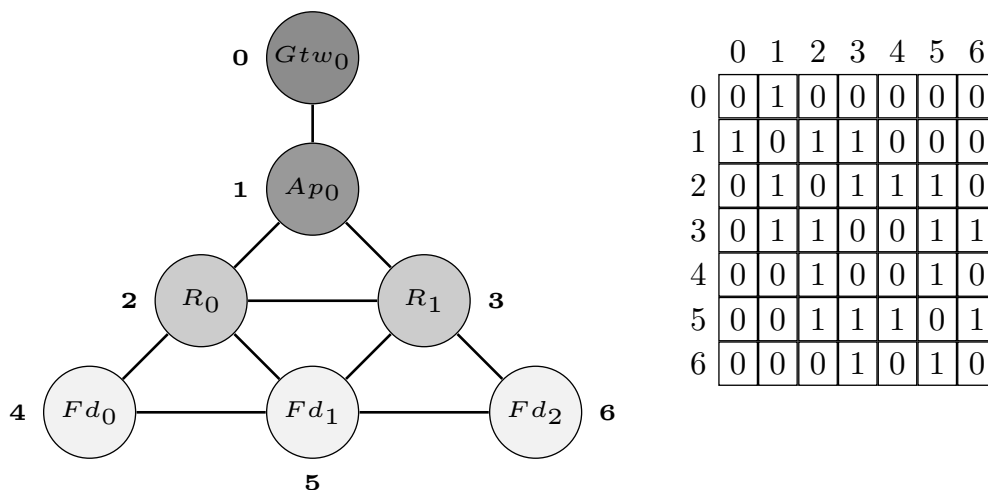 0 Gtw0
1 Ap0
2 R0 R1 3
4 Fd0 Fd1 Fd2 6
5
0 1 2 3 4 5 6
0 0 1 0 0 0 0 0
1 1 0 1 1 0 0 0
2 0 1 0 1 1 1 0
3 0 1 1 0 0 1 1
4 0 0 1 0 0 1 0
5 0 0 1 1 1 0 1
6 0 0 0 1 0 1 0